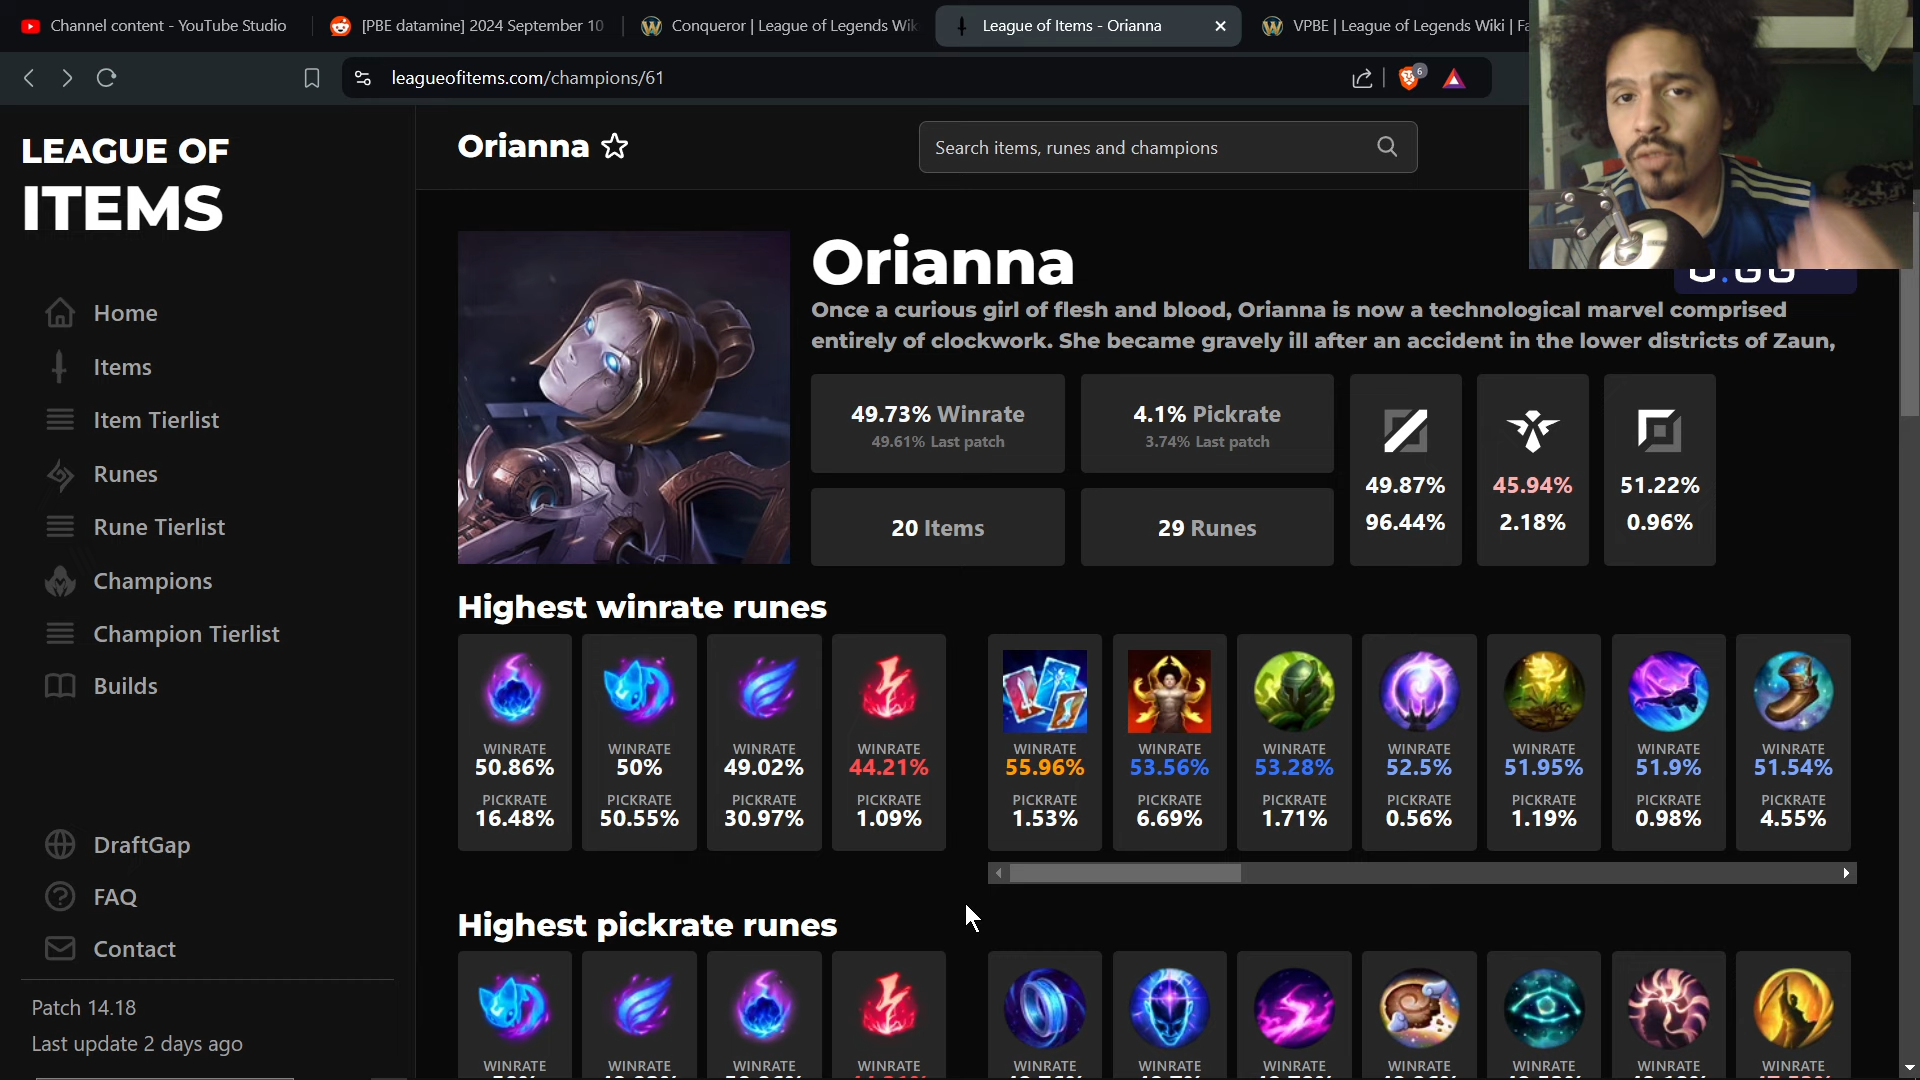 Channel content - YouTube Studio
[PBE datamine] 2024 September 10
Conqueror | League of Legends Wik
League of Items - Orianna
VPBE | League of Legends Wiki | Fa
leagueofitems.com/champions/61
6
LEAGUE OF
ITEMS
Home
Items
Item Tierlist
Runes
Rune Tierlist
Champions
Champion Tierlist
Builds
DraftGap
FAQ
Contact
Patch 14.18
Last update 2 days ago
Orianna
Search items, runes and champions
Orianna
U.GG
Once a curious girl of flesh and blood, Orianna is now a technological marvel comprised
entirely of clockwork. She became gravely ill after an accident in the lower districts of Zaun,
49.73% Winrate
49.61% Last patch
4.1% Pickrate
3.74% Last patch
20 Items
29 Runes
49.87%
96.44%
45.94%
2.18%
51.22%
0.96%
Highest winrate runes
WINRATE
50.86%
PICKRATE
16.48%
WINRATE
50%
PICKRATE
50.55%
WINRATE
49.02%
PICKRATE
30.97%
WINRATE
44.21%
PICKRATE
1.09%
WINRATE
55.96%
PICKRATE
1.53%
WINRATE
53.56%
PICKRATE
6.69%
WINRATE
53.28%
PICKRATE
1.71%
WINRATE
52.5%
PICKRATE
0.56%
WINRATE
51.95%
PICKRATE
1.19%
WINRATE
51.9%
PICKRATE
0.98%
WINRATE
51.54%
PICKRATE
4.55%
Highest pickrate runes
WINRATE
WINRATE
WINRATE
WINRATE
WINRATE
WINRATE
WINRATE
WINRATE
WINRATE
WINRATE
WINRATE